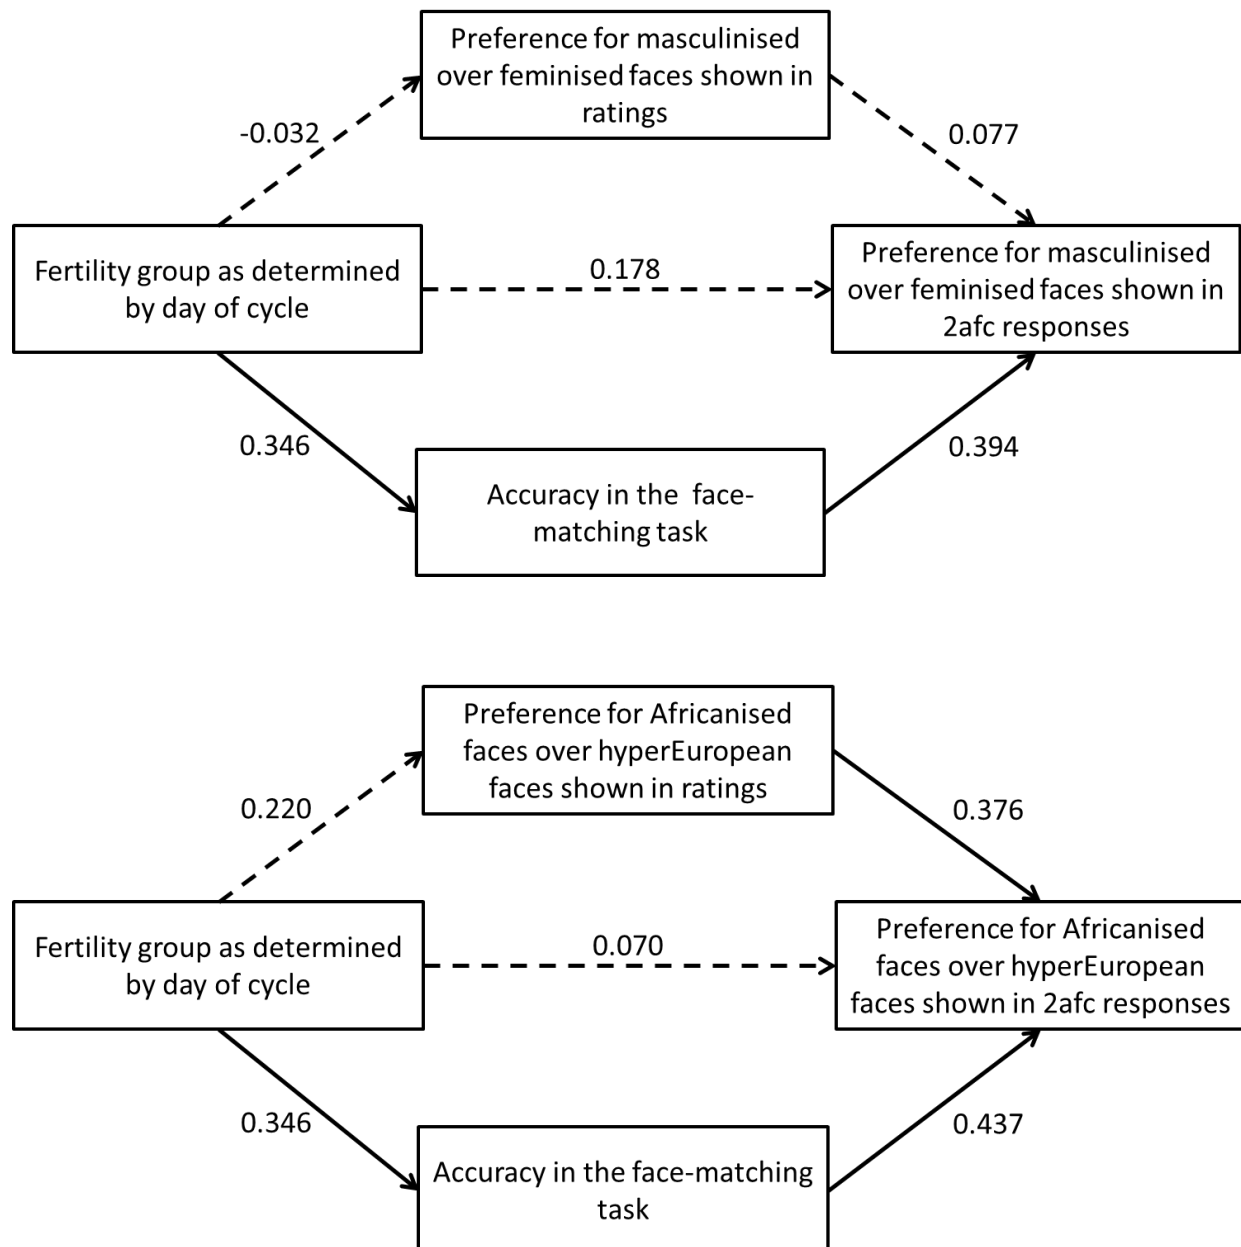 Preference for masculinised
over feminised faces shown in
ratings
-0.032
0.077
Fertility group as determined
by day of cycle
0.178
Preference for masculinised
over feminised faces shown in
2afc responses
0.346
0.394
Accuracy in the face-
matching task
Preference for Africanised
faces over hyperEuropean
faces shown in ratings
0.220
0.376
Fertility group as determined
by day of cycle
0.070
Preference for Africanised
faces over hyperEuropean
faces shown in 2afc responses
0.346
0.437
Accuracy in the face-matching
task